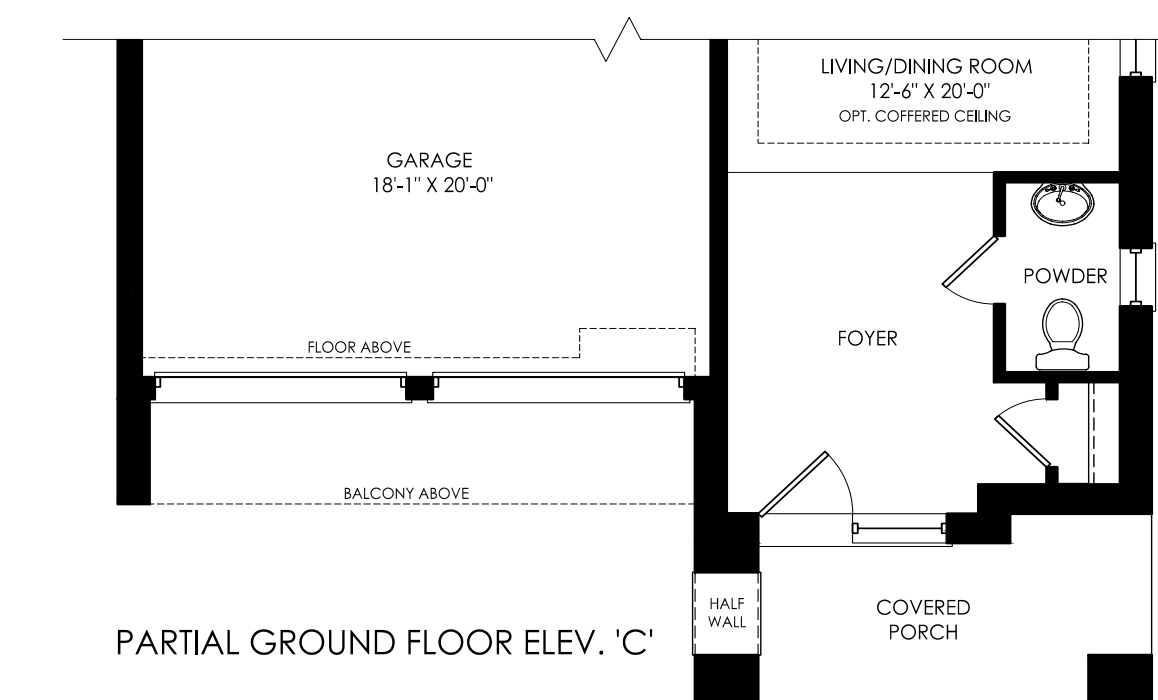 LIVING/DINING ROOM
12'-6" X 20'-0"
OPT. COFFERED CEILING
GARAGE
18'-1" X 20'-0"
POWDER
FOYER
FLOOR ABOVE
BALCONY ABOVE
HALF
WALL
COVERED
PORCH
PARTIAL GROUND FLOOR ELEV. 'C'